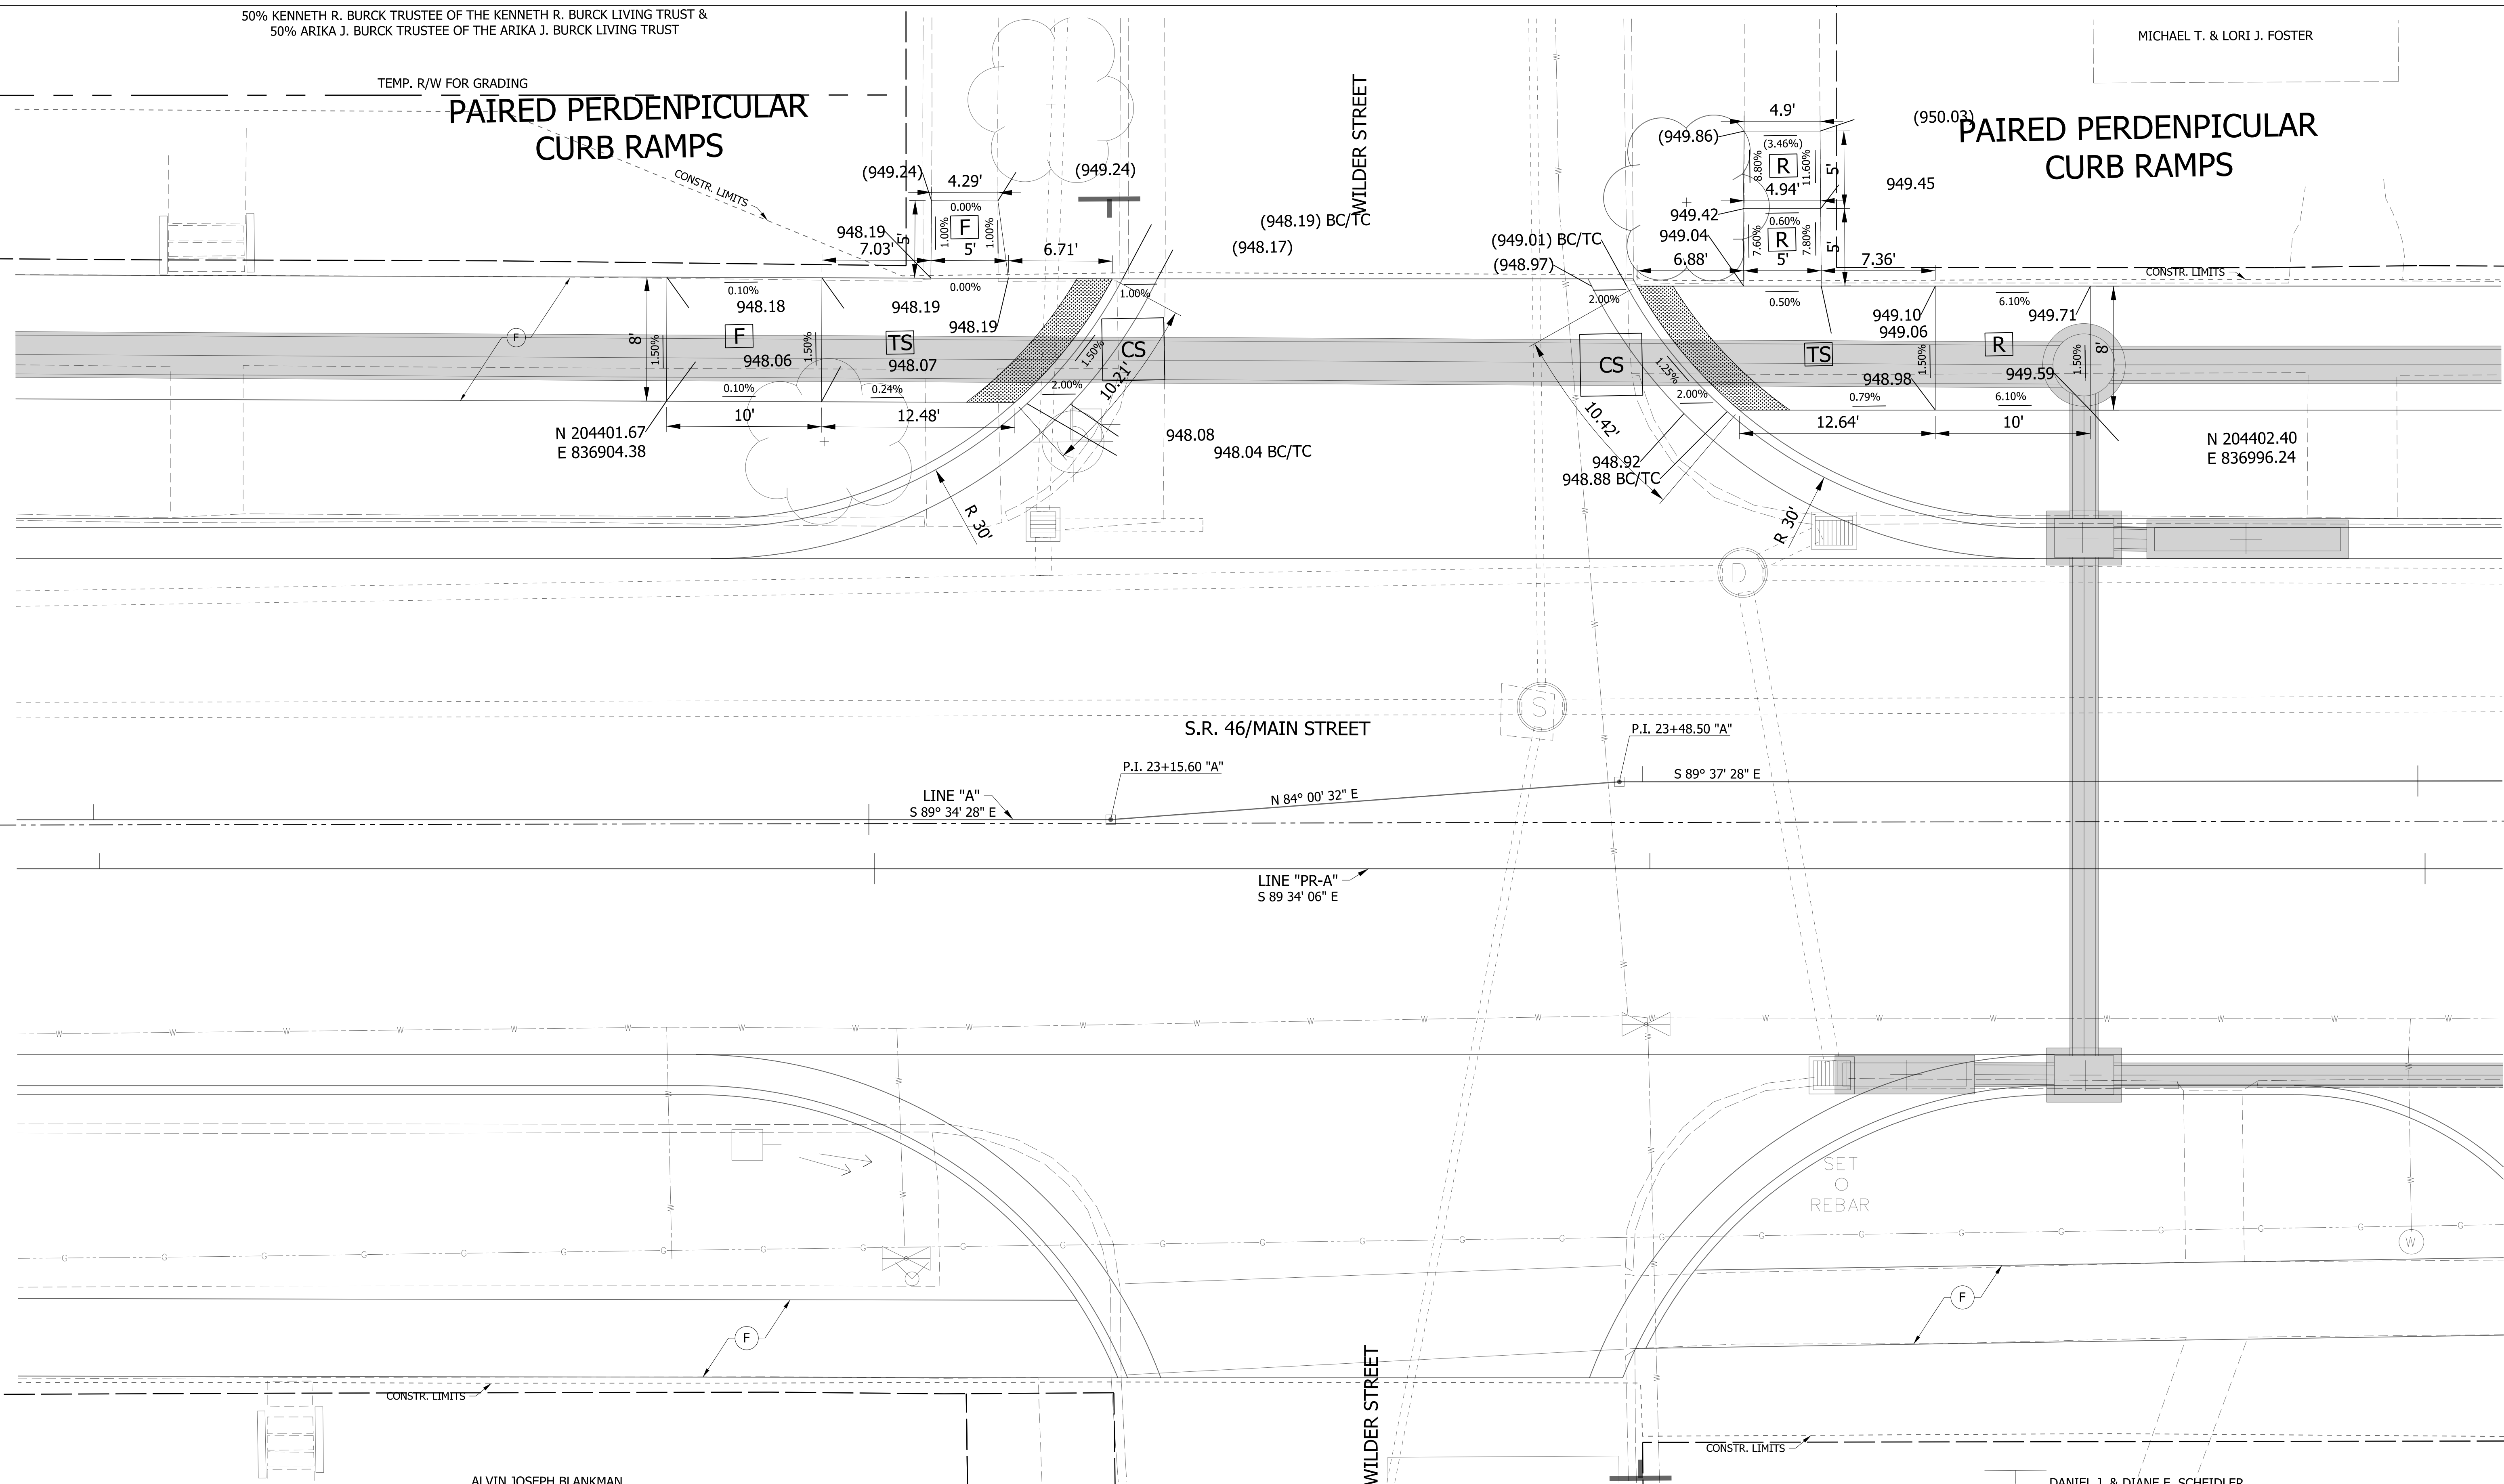 50% KENNETH R. BURCK TRUSTEE OF THE KENNETH R. BURCK LIVING TRUST &
50% ARIKA J. BURCK TRUSTEE OF THE ARIKA J. BURCK LIVING TRUST
MICHAEL T. & LORI J. FOSTER
TEMP. R/W FOR GRADING
PAIRED PERDENPICULAR
CURB RAMPS
CONSTR. LIMITS
(949.24)
4.29'
(949.24)
0.00%
1.00%
F
1.00%
5'
948.19
7.03'
5'
6.71'
0.00%
WILDER STREET
(948.19) BC/TC
(948.17)
(949.01) BC/TC
(948.97)
4.9'
(949.86)
(3.46%)
8.80%
R
11.60%
5'
4.94'
949.42
0.60%
949.04
7.60%
R
7.80%
5'
6.88'
5'
7.36'
(950.03)
949.45
PAIRED PERDENPICULAR
CURB RAMPS
CONSTR. LIMITS
F
8'
1.50%
0.10%
948.18
F
948.06
0.10%
1.50%
948.19
TS
948.07
0.24%
948.19
1.00%
1.50%
CS
2.00%
10.21'
10'
12.48'
N 204401.67
E 836904.38
948.08
948.04 BC/TC
R 30'
2.00%
CS
1.25%
2.00%
10.42'
948.92
948.88 BC/TC
0.50%
TS
949.10
949.06
948.98
0.79%
1.50%
6.10%
R
949.71
949.59
6.10%
1.50%
8'
12.64'
10'
N 204402.40
E 836996.24
R 30'
D
S
S.R. 46/MAIN STREET
P.I. 23+15.60 "A"
P.I. 23+48.50 "A"
LINE "A"
S 89° 34' 28" E
N 84° 00' 32" E
S 89° 37' 28" E
LINE "PR-A"
S 89 34' 06" E
W W W W W W W W W W W W W W W W W W W W W W
SET
REBAR
G G G G G G G G G G G G G G G G G G G G G G G G G
W
F
F
CONSTR. LIMITS
WILDER STREET
CONSTR. LIMITS
ALVIN JOSEPH BLANKMAN
DANIEL J. & DIANE E. SCHEIDLER